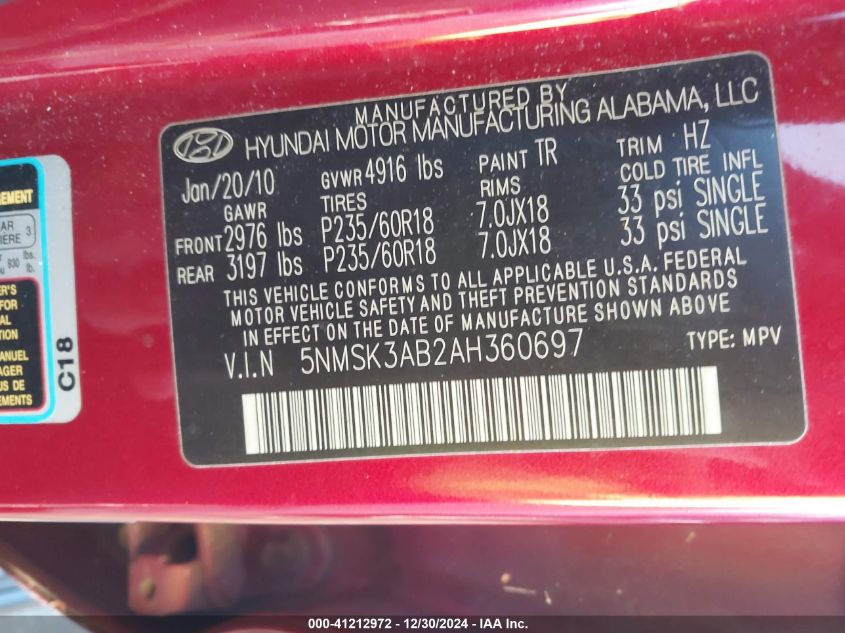 MANUFACTURED BY
HYUNDAI MOTOR MANUFACTURING ALABAMA, LLC
Jan/20/10 GVWR 4916 lbs PAINT TR TRIM HZ
GAWR TIRES RIMS COLD TIRE INFL
FRONT 2976 lbs P235/60R18 7.0JX18 33 psi SINGLE
REAR 3197 lbs P235/60R18 7.0JX18 33 psi SINGLE
THIS VEHICLE CONFORMS TO ALL APPLICABLE U.S.A. FEDERAL
MOTOR VEHICLE SAFETY AND THEFT PREVENTION STANDARDS
IN EFFECT ON THE DATE OF MANUFACTURE SHOWN ABOVE
V.I.N 5NMSK3AB2AH360697 TYPE: MPV
3
930 lbs.
lb.
C18
000-41212972 - 12/30/2024 - IAA Inc.